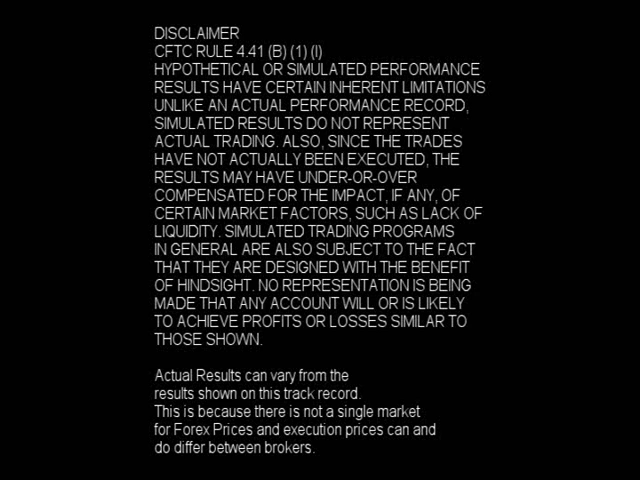 DISCLAIMER
CFTC RULE 4.41 (B) (1) (I)
HYPOTHETICAL OR SIMULATED PERFORMANCE
RESULTS HAVE CERTAIN INHERENT LIMITATIONS
UNLIKE AN ACTUAL PERFORMANCE RECORD,
SIMULATED RESULTS DO NOT REPRESENT
ACTUAL TRADING. ALSO, SINCE THE TRADES
HAVE NOT ACTUALLY BEEN EXECUTED, THE
RESULTS MAY HAVE UNDER-OR-OVER
COMPENSATED FOR THE IMPACT, IF ANY, OF
CERTAIN MARKET FACTORS, SUCH AS LACK OF
LIQUIDITY. SIMULATED TRADING PROGRAMS
IN GENERAL ARE ALSO SUBJECT TO THE FACT
THAT THEY ARE DESIGNED WITH THE BENEFIT
OF HINDSIGHT. NO REPRESENTATION IS BEING
MADE THAT ANY ACCOUNT WILL OR IS LIKELY
TO ACHIEVE PROFITS OR LOSSES SIMILAR TO
THOSE SHOWN.
Actual Results can vary from the
results shown on this track record.
This is because there is not a single market
for Forex Prices and execution prices can and
do differ between brokers.